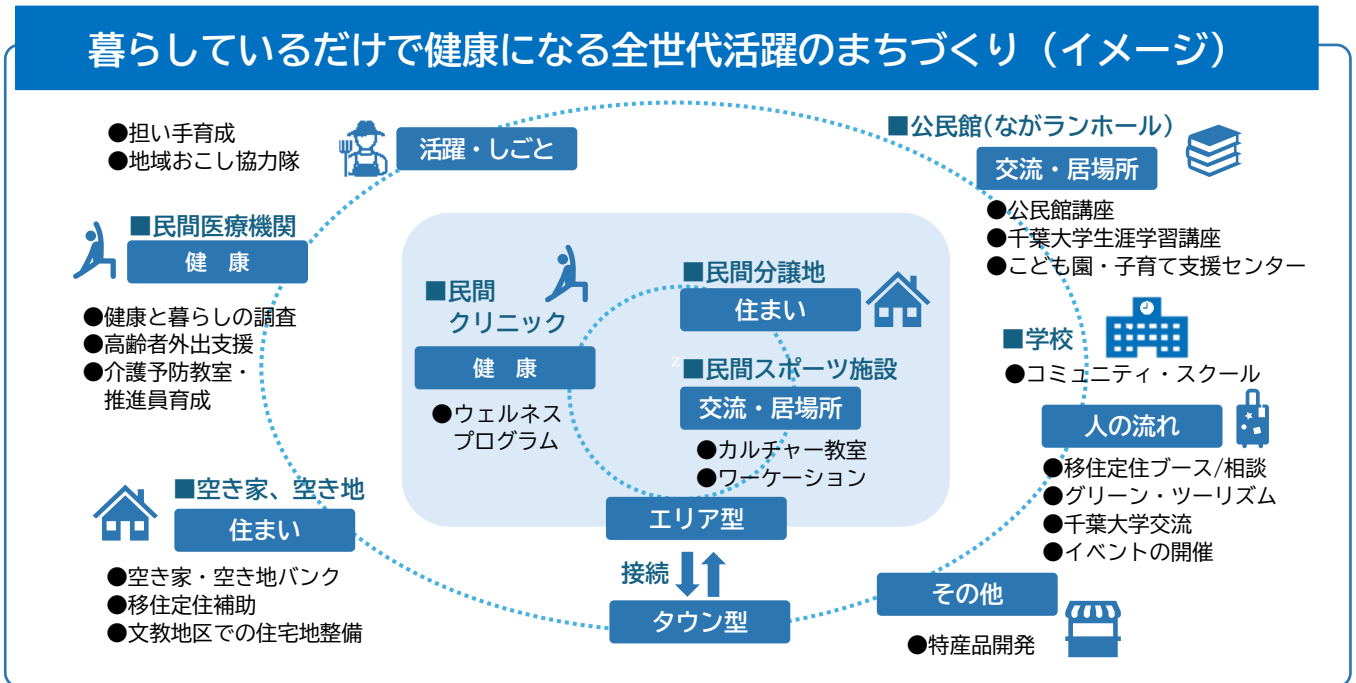 暮らしているだけで健康になる全世代活躍のまちづくり（イメージ）
●担い手育成
●地域おこし協力隊
活躍・しごと
■公民館（ながランホール）
交流・居場所
●公民館講座
●千葉大学生涯学習講座
●こども園・子育て支援センター
■民間医療機関
健　康
●健康と暮らしの調査
●高齢者外出支援
●介護予防教室・
推進員育成
■民間
クリニック
健　康
●ウェルネス
プログラム
■民間分譲地
住まい
z
■民間スポーツ施設
交流・居場所
●カルチャー教室
●ワーケーション
■学校
●コミュニティ・スクール
人の流れ
●移住定住ブース/相談
●グリーン・ツーリズム
●千葉大学交流
●イベントの開催
■空き家、空き地
住まい
●空き家・空き地バンク
●移住定住補助
●文教地区での住宅地整備
エリア型
接続
タウン型
その他
●特産品開発